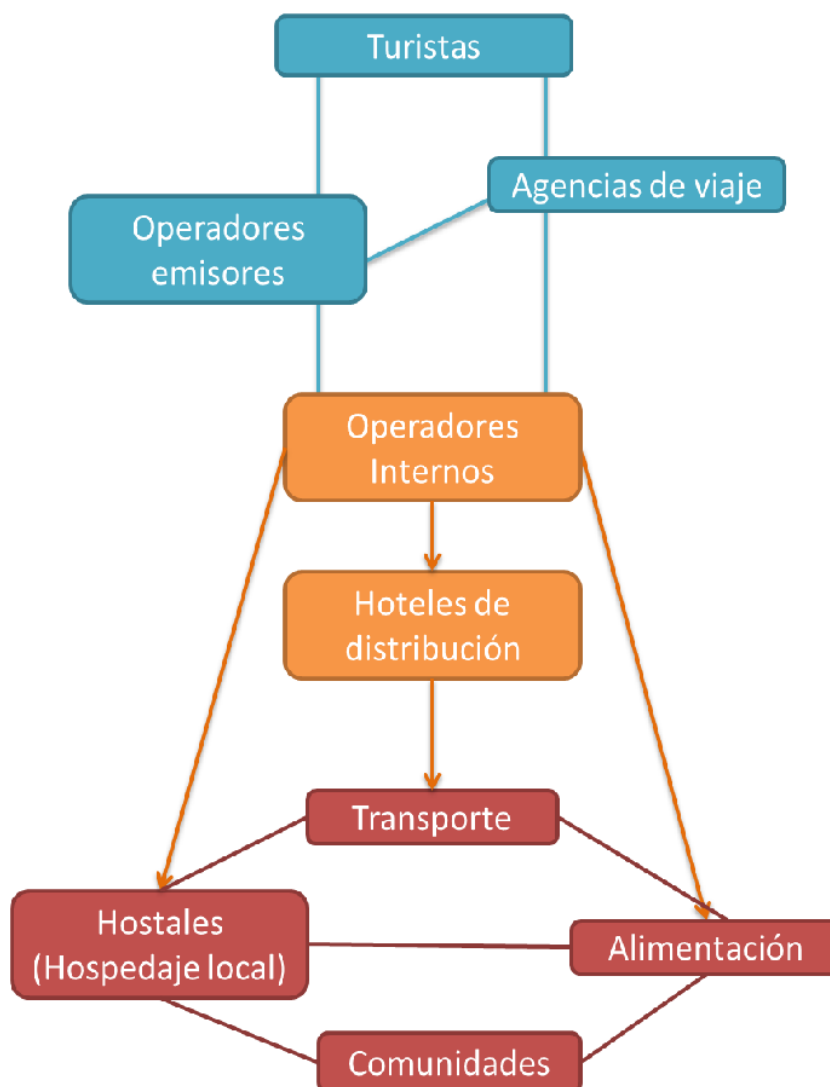 Turistas
Agencias de viaje
Operadores
emisores
Operadores
Internos
Hoteles de
distribución
Transporte
Hostales
(Hospedaje local)
Alimentación
Comunidades